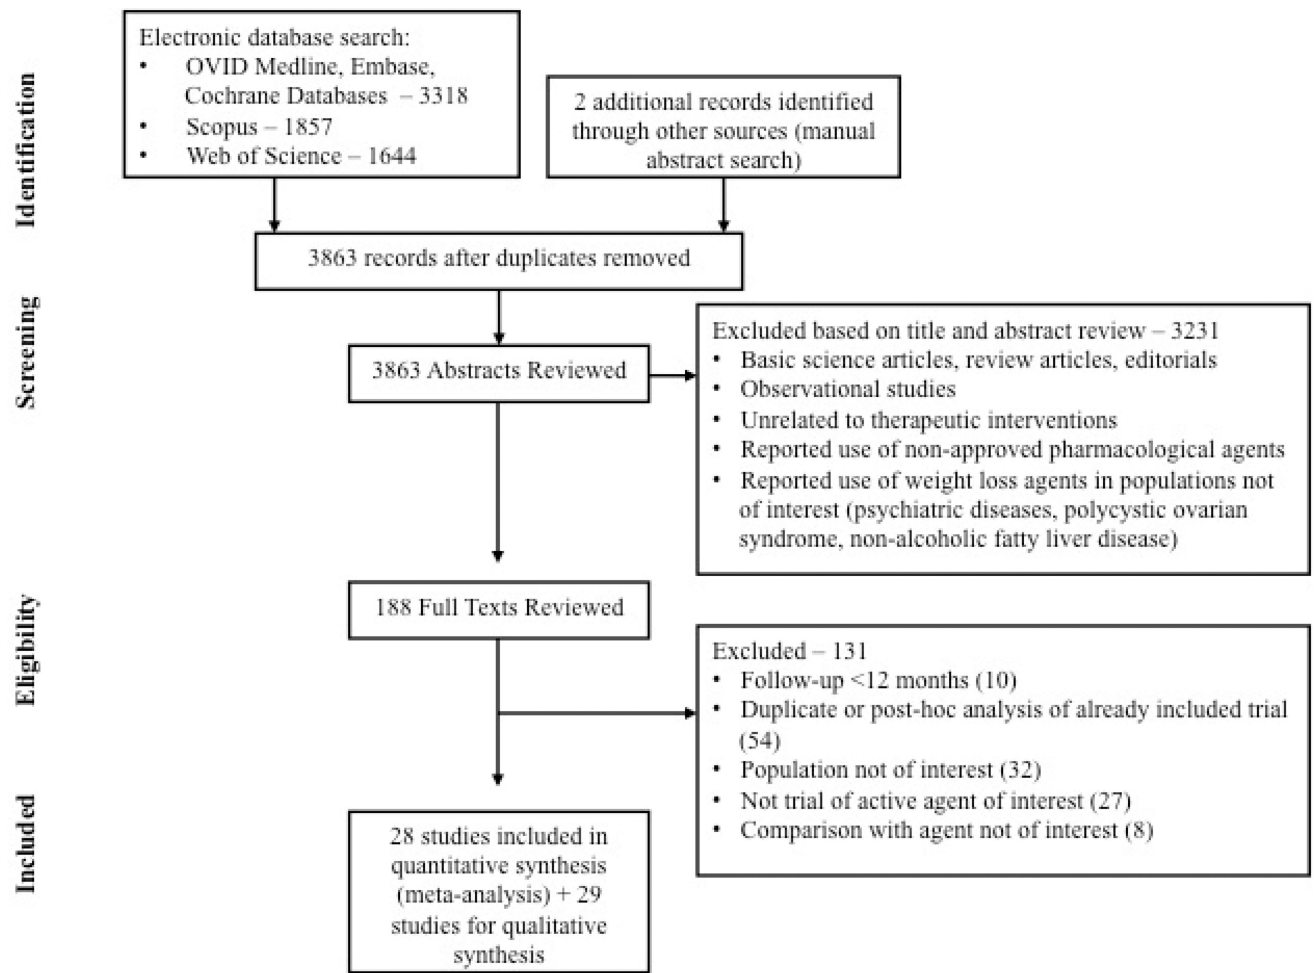 Identification
Electronic database search:
• OVID Medline, Embase,
Cochrane Databases – 3318
• Scopus – 1857
• Web of Science – 1644
2 additional records identified
through other sources (manual
abstract search)
3863 records after duplicates removed
Screening
3863 Abstracts Reviewed
Excluded based on title and abstract review – 3231
• Basic science articles, review articles, editorials
• Observational studies
• Unrelated to therapeutic interventions
• Reported use of non-approved pharmacological agents
• Reported use of weight loss agents in populations not
of interest (psychiatric diseases, polycystic ovarian
syndrome, non-alcoholic fatty liver disease)
Eligibility
188 Full Texts Reviewed
Excluded – 131
• Follow-up <12 months (10)
• Duplicate or post-hoc analysis of already included trial
(54)
• Population not of interest (32)
• Not trial of active agent of interest (27)
• Comparison with agent not of interest (8)
Included
28 studies included in
quantitative synthesis
(meta-analysis) + 29
studies for qualitative
synthesis